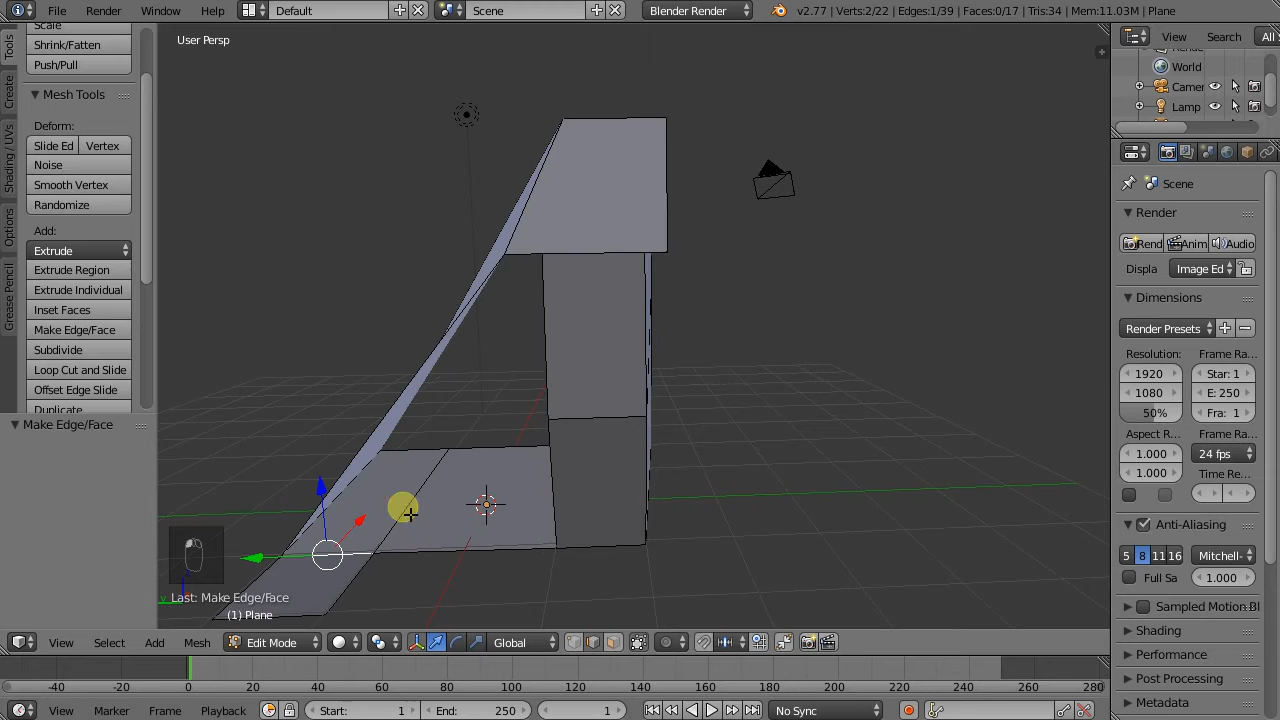 File Render Window Help Default Scene Blender Render v2.77 | Verts:2/22 | Edges:1/39 | Faces:0/17 | Tris:34 | Mem:11.03M | Plane
Scale
Shrink/Fatten
Push/Pull
Mesh Tools
Deform:
Slide Ed Vertex
Noise
Smooth Vertex
Randomize
Add:
Extrude
Extrude Region
Extrude Individual
Inset Faces
Make Edge/Face
Subdivide
Loop Cut and Slide
Offset Edge Slide
Duplicate
Make Edge/Face
Tools
Create
Shading / UVs
Options
Grease Pencil
User Persp
Last: Make Edge/Face
(1) Plane
View Select Add Mesh Edit Mode Global
-40 -20 0 20 40 60 80 100 120 140 160 180 200 220 240 260 280
View Marker Frame Playback Start: 1 End: 250 1 No Sync
View Search All S
World
Camer
Lamp
Scene
Render
Rend Anim Audio
Displa Image Ed
Dimensions
Render Presets
Resolution: Frame Ra...
1920 Star: 1
1080 E: 250
50% Fra: 1
Aspect R... Frame Ra...
1.000 24 fps
1.000 Time Re...
Anti-Aliasing
5 8 11 16 Mitchell-
Full Sa 1.000
Sampled Motion Bl
Shading
Performance
Post Processing
Metadata